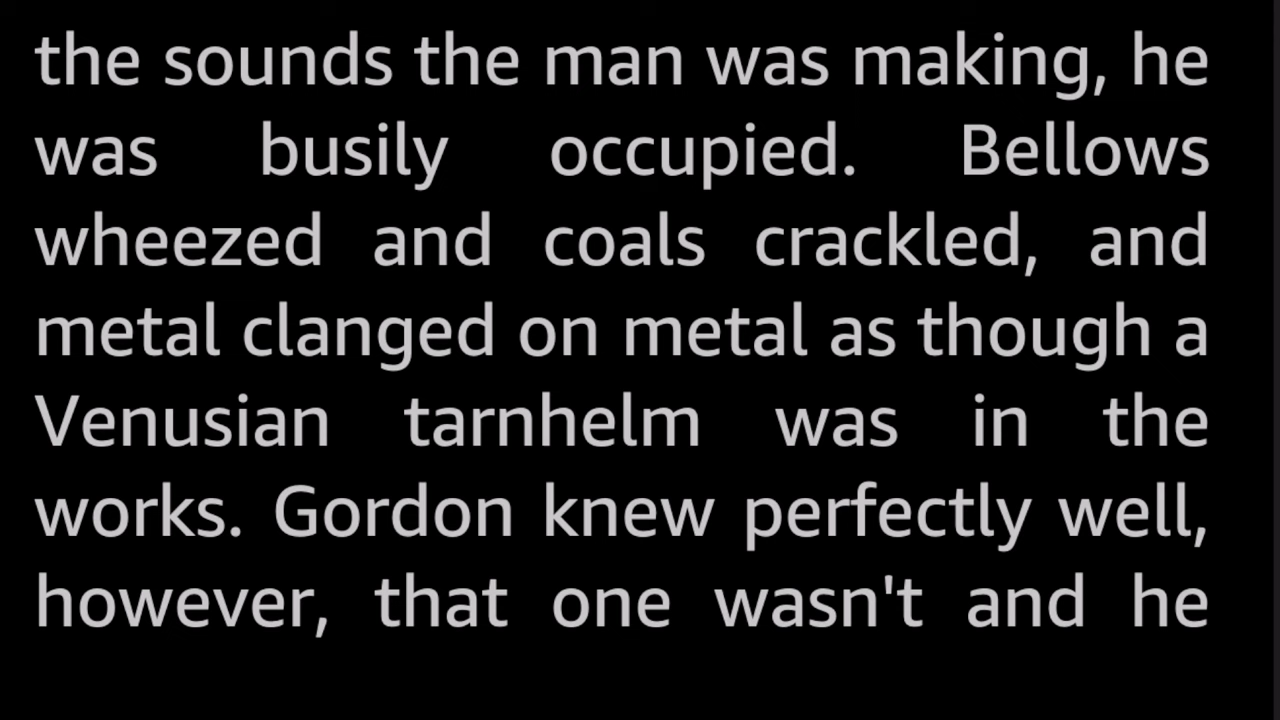 the sounds the man was making, he
was busily occupied. Bellows
wheezed and coals crackled, and
metal clanged on metal as though a
Venusian tarnhelm was in the
works. Gordon knew perfectly well,
however, that one wasn't and he